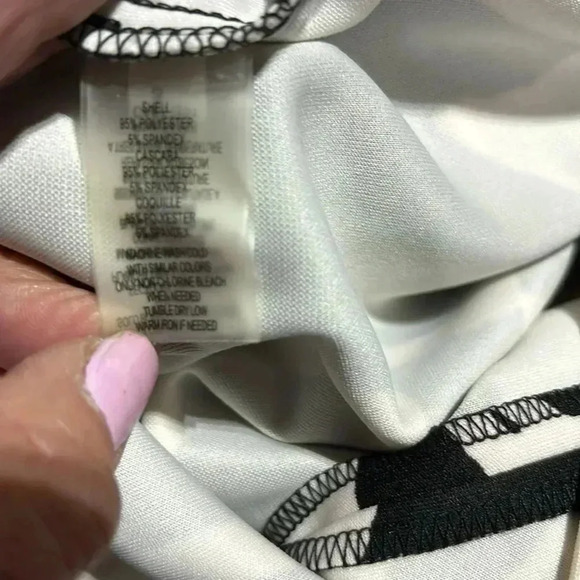 SHELL
95% POLYESTER
5% SPANDEX
CASCARA
95% POLIESTER
5% SPANDEX
COQUILLE
95% POLYESTER
5% SPANDEX
MACHINE WASH COLD
WITH SIMILAR COLORS
ONLY NON CHLORINE BLEACH
WHEN NEEDED
TUMBLE DRY LOW
WARM IRON IF NEEDED